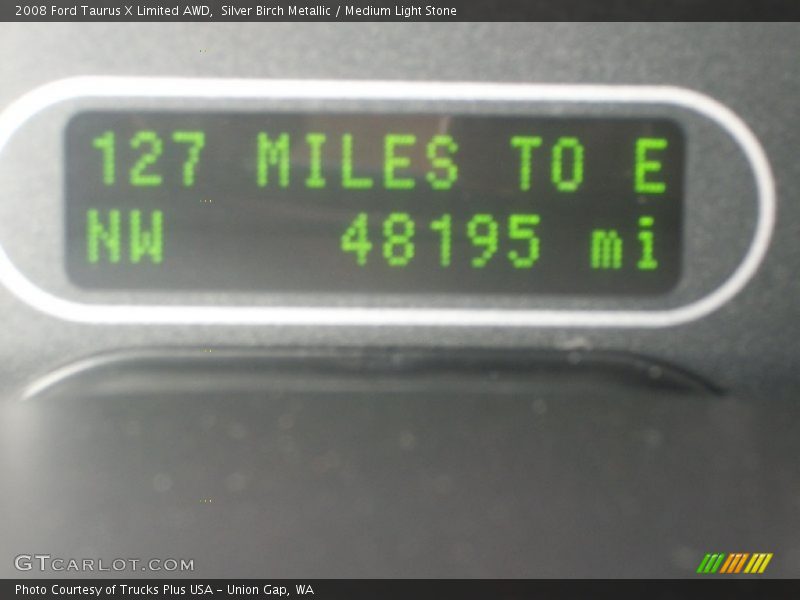 2008 Ford Taurus X Limited AWD,  Silver Birch Metallic / Medium Light Stone
127 MILES TO E
NW 48195 mi
GTCARLOT.COM
Photo Courtesy of Trucks Plus USA – Union Gap, WA